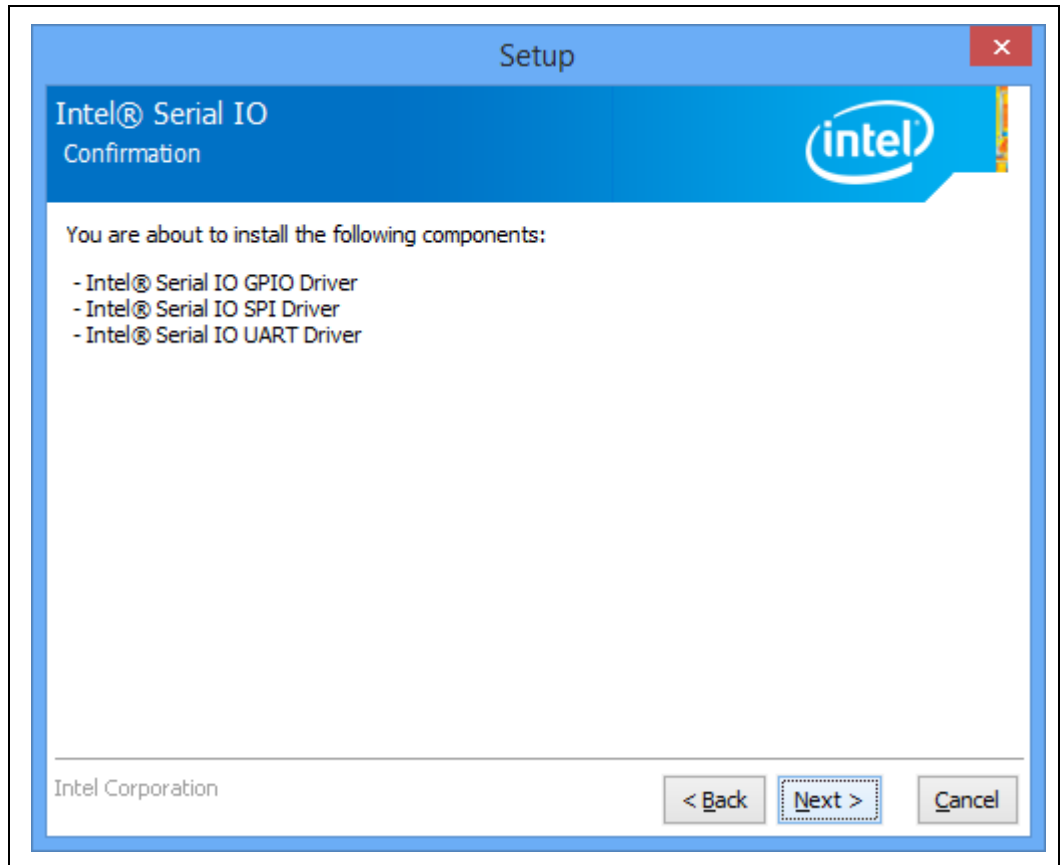 Setup
Intel® Serial IO
Confirmation
intel
You are about to install the following components:
- Intel® Serial IO GPIO Driver
- Intel® Serial IO SPI Driver
- Intel® Serial IO UART Driver
Intel Corporation
< Back
Next >
Cancel